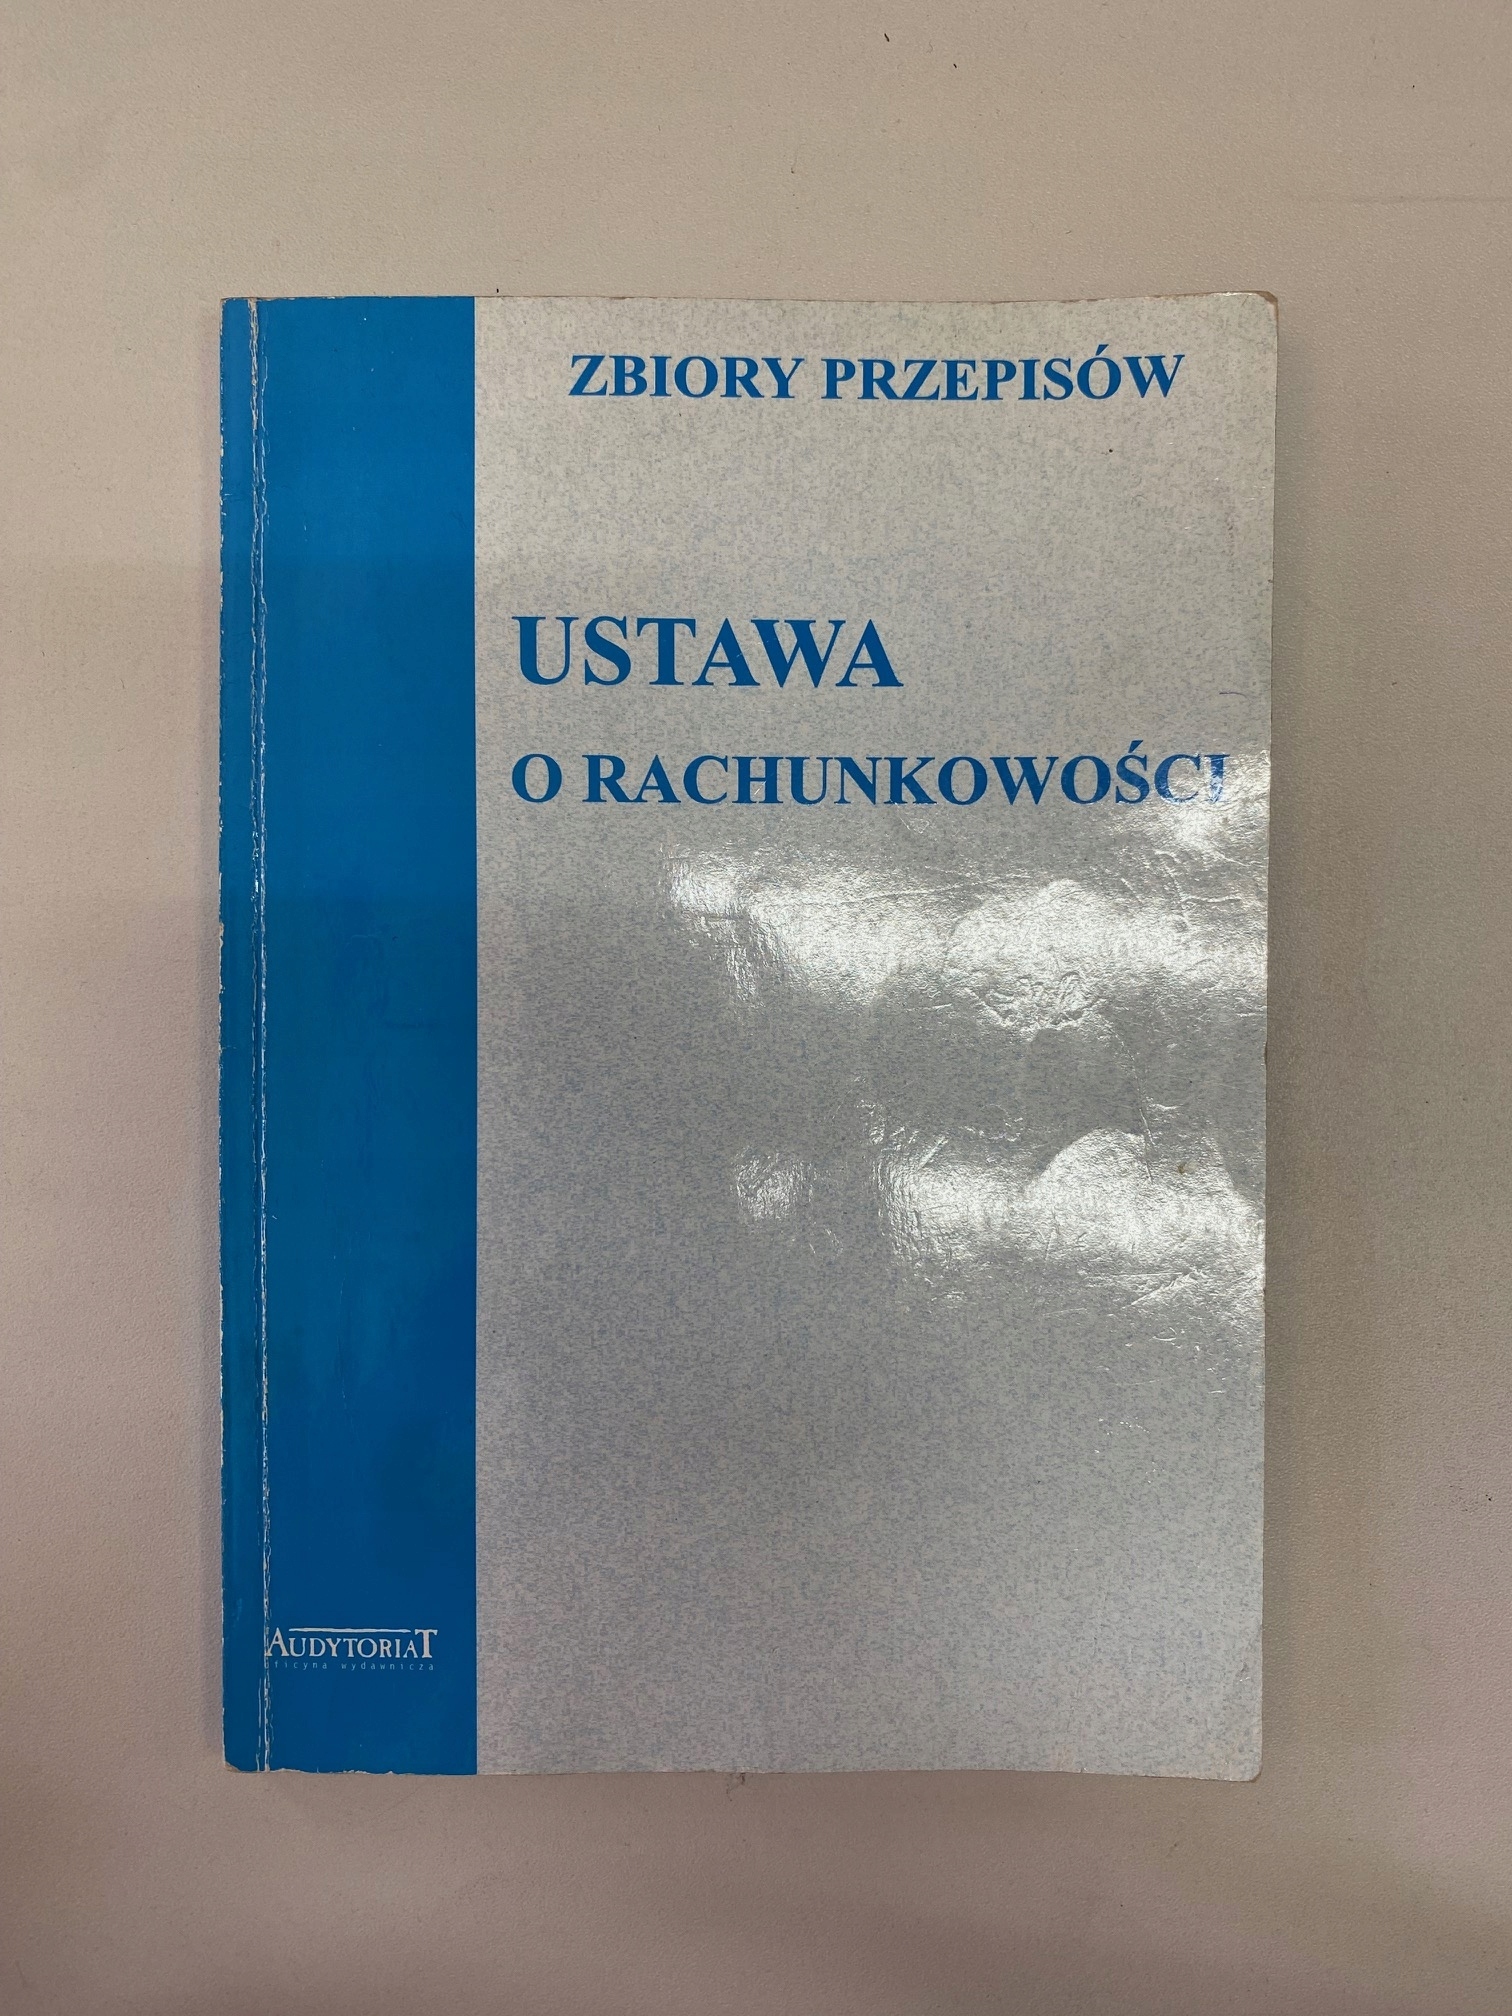 ZBIORY PRZEPISÓW
USTAWA
O RACHUNKOWOŚCI
AUDYTORIAT
oficyna wydawnicza